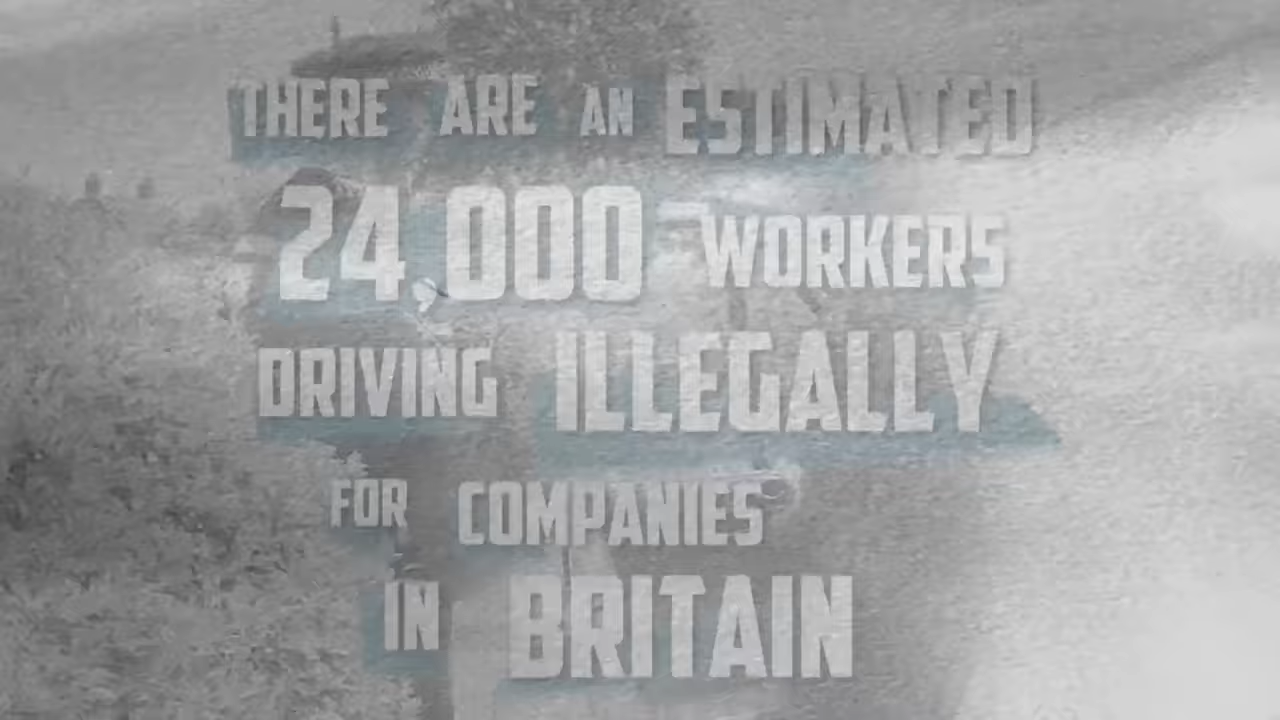 THERE ARE AN ESTIMATED
24,000 WORKERS
DRIVING ILLEGALLY
FOR COMPANIES
IN BRITAIN